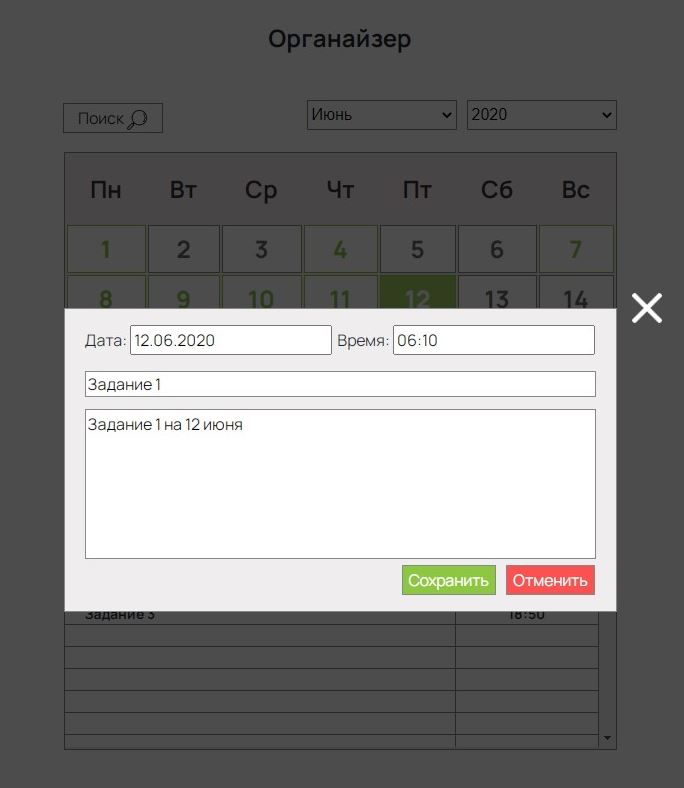 Органайзер
Поиск Июнь 2020
Пн Вт Ср Чт Пт Сб Вс
1 2 3 4 5 6 7
8 9 10 11 12 13 14
Дата: 12.06.2020 Время: 06:10
Задание 1
Задание 1 на 12 июня
Сохранить Отменить
Задание 3 18:50